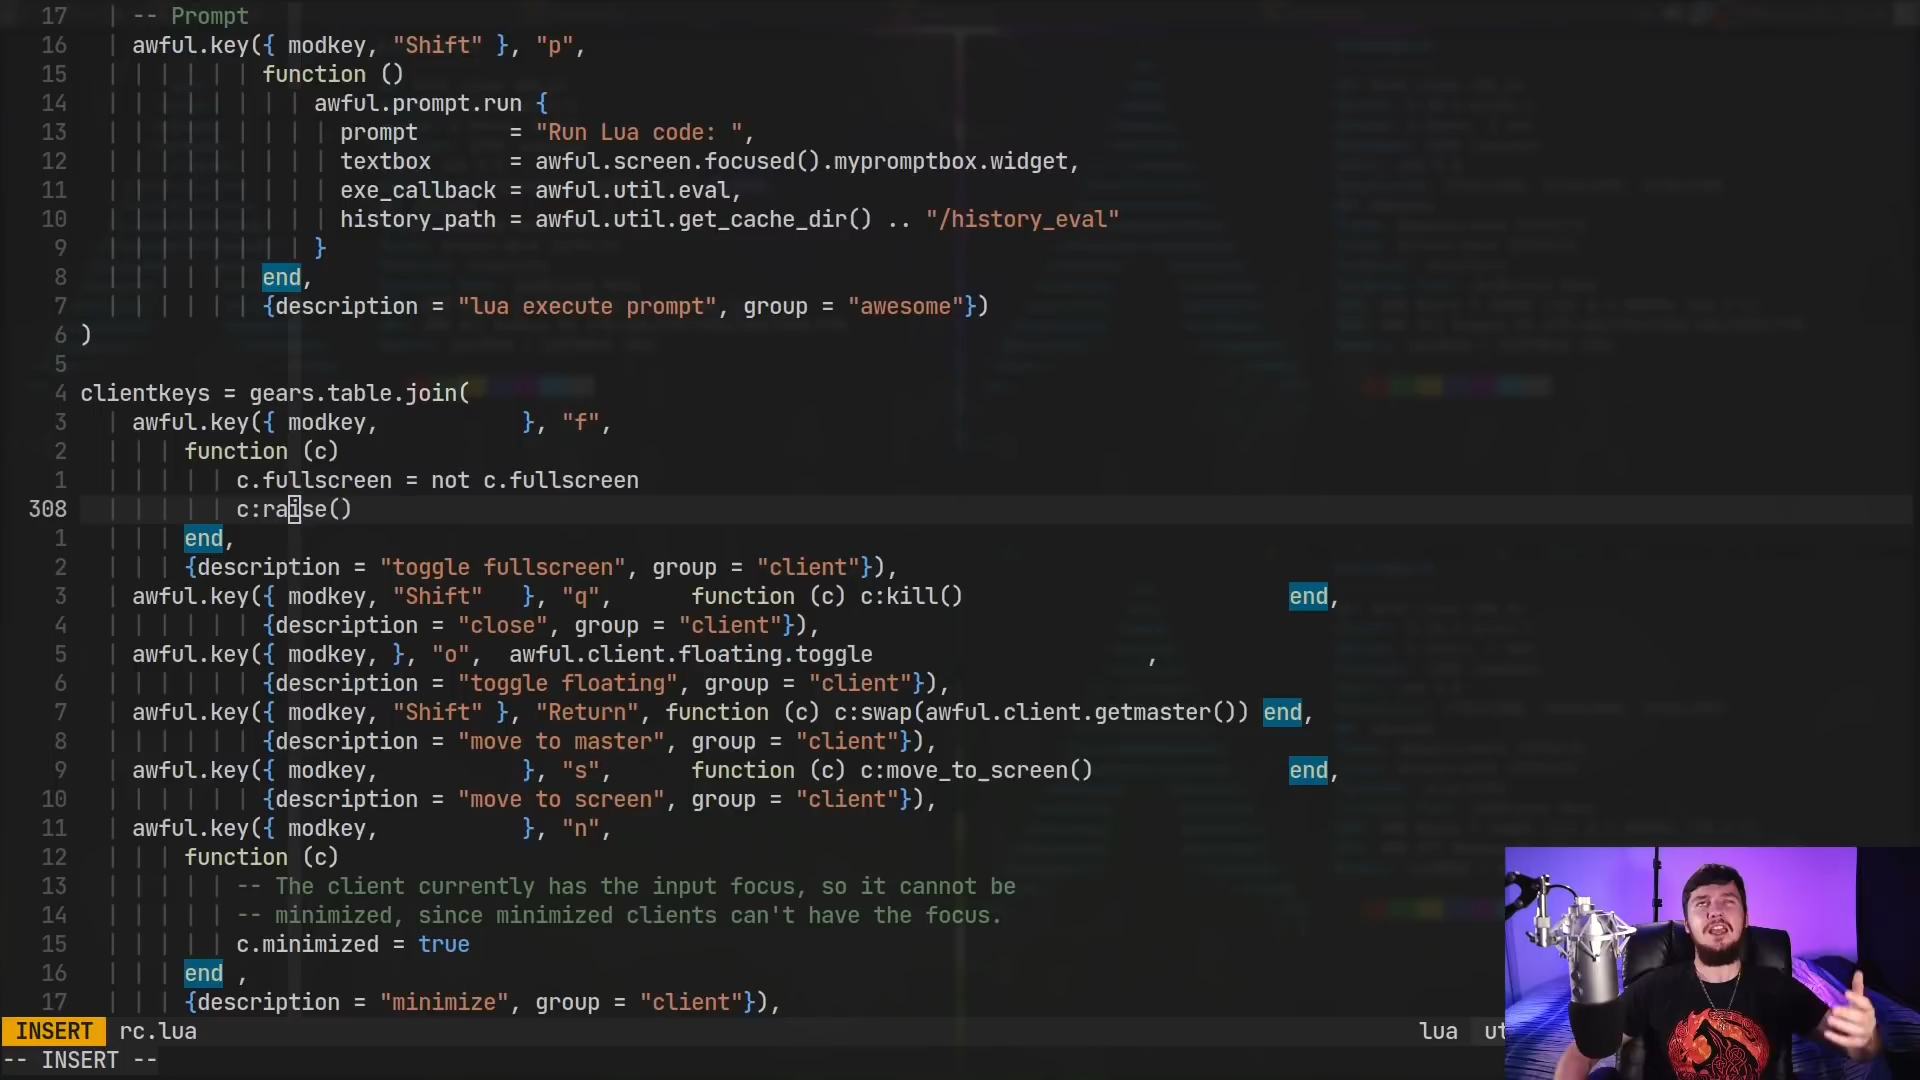 17 -- Prompt
16 awful.key({ modkey, "Shift" }, "p",
15 function ()
14 awful.prompt.run {
13 prompt = "Run Lua code: ",
12 textbox = awful.screen.focused().mypromptbox.widget,
11 exe_callback = awful.util.eval,
10 history_path = awful.util.get_cache_dir() .. "/history_eval"
9 }
8 end,
7 {description = "lua execute prompt", group = "awesome"})
6 )
5
4 clientkeys = gears.table.join(
3 awful.key({ modkey, }, "f",
2 function (c)
1 c.fullscreen = not c.fullscreen
308 c:raise()
1 end,
2 {description = "toggle fullscreen", group = "client"}),
3 awful.key({ modkey, "Shift" }, "q", function (c) c:kill() end,
4 {description = "close", group = "client"}),
5 awful.key({ modkey, }, "o", awful.client.floating.toggle ,
6 {description = "toggle floating", group = "client"}),
7 awful.key({ modkey, "Shift" }, "Return", function (c) c:swap(awful.client.getmaster()) end,
8 {description = "move to master", group = "client"}),
9 awful.key({ modkey, }, "s", function (c) c:move_to_screen() end,
10 {description = "move to screen", group = "client"}),
11 awful.key({ modkey, }, "n",
12 function (c)
13 -- The client currently has the input focus, so it cannot be
14 -- minimized, since minimized clients can't have the focus.
15 c.minimized = true
16 end ,
17 {description = "minimize", group = "client"}),
INSERT rc.lua lua ut
-- INSERT --